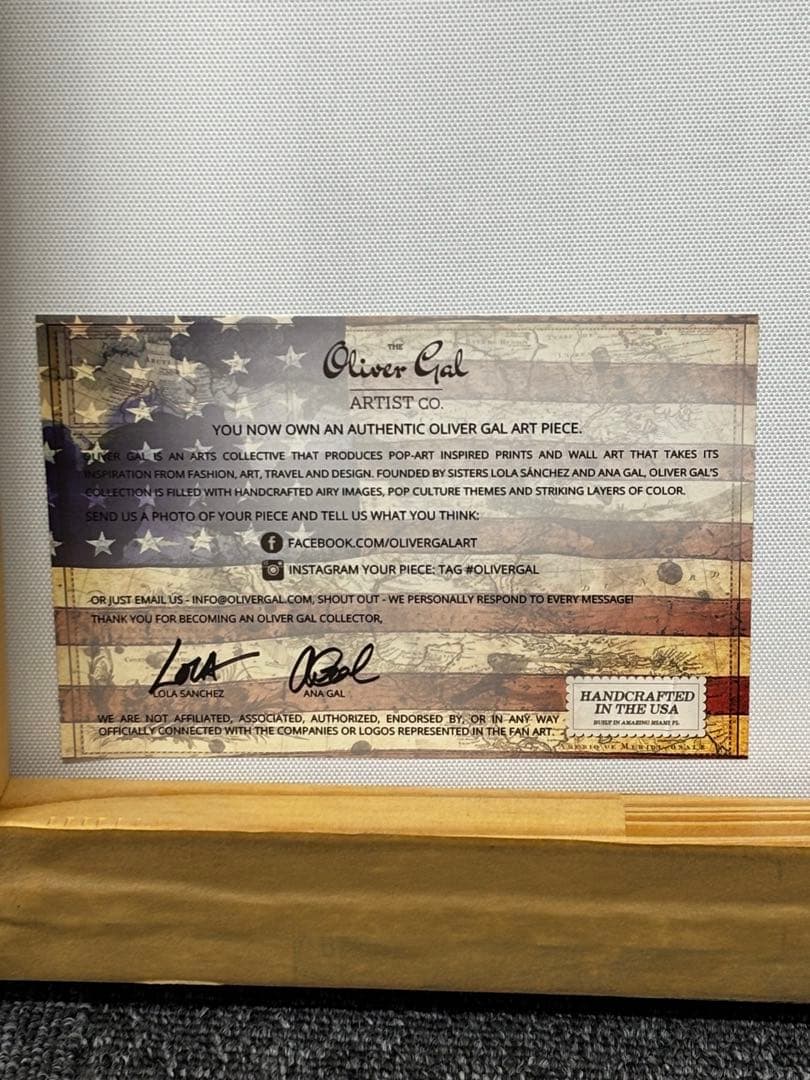 THE
Oliver Gal
ARTIST CO.
YOU NOW OWN AN AUTHENTIC OLIVER GAL ART PIECE.
OLIVER GAL IS AN ARTS COLLECTIVE THAT PRODUCES POP-ART INSPIRED PRINTS AND WALL ART THAT TAKES ITS
INSPIRATION FROM FASHION, ART, TRAVEL AND DESIGN. FOUNDED BY SISTERS LOLA SÁNCHEZ AND ANA GAL, OLIVER GAL'S
COLLECTION IS FILLED WITH HANDCRAFTED AIRY IMAGES, POP CULTURE THEMES AND STRIKING LAYERS OF COLOR.
SEND US A PHOTO OF YOUR PIECE AND TELL US WHAT YOU THINK:
FACEBOOK.COM/OLIVERGALART
INSTAGRAM YOUR PIECE: TAG #OLIVERGAL
OR JUST EMAIL US - INFO@OLIVERGAL.COM, SHOUT OUT - WE PERSONALLY RESPOND TO EVERY MESSAGE!
THANK YOU FOR BECOMING AN OLIVER GAL COLLECTOR,
LOLA
LOLA SANCHEZ
ANA GAL
WE ARE NOT AFFILIATED, ASSOCIATED, AUTHORIZED, ENDORSED BY, OR IN ANY WAY
OFFICIALLY CONNECTED WITH THE COMPANIES OR LOGOS REPRESENTED IN THE FAN ART.
HANDCRAFTED
IN THE USA
BUILT IN AMAZING MIAMI, FL
AMERIQUE MERIDIONALE